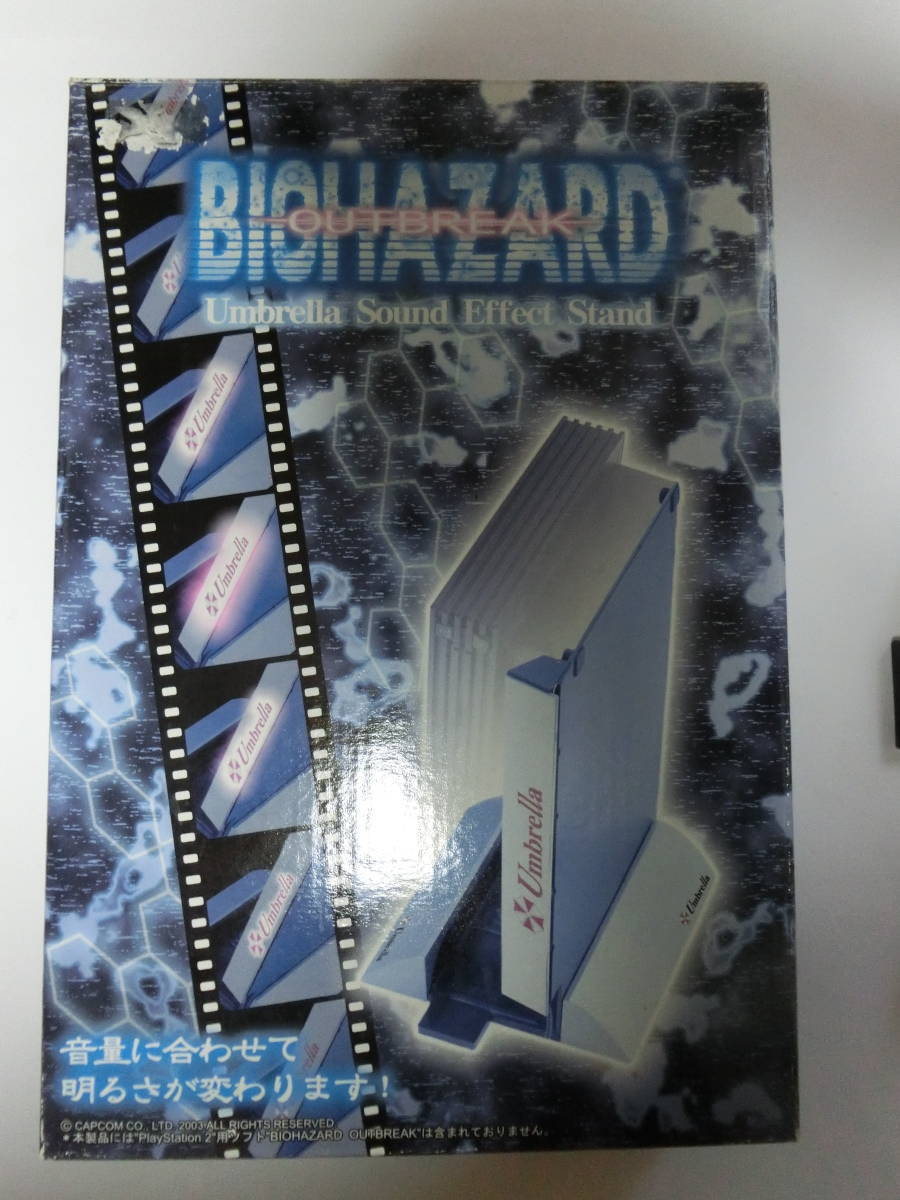 BIOHAZARD
OUTBREAK
Umbrella Sound Effect Stand
Umbrella
Umbrella
Umbrella
Umbrella
Umbrella
Umbrella
Umbrella
音量に合わせて
明るさが変わります!
© CAPCOM CO., LTD. 2003 ALL RIGHTS RESERVED
*本製品には"PlayStation 2"用ソフト"BIOHAZARD OUTBREAK"は含まれておりません。